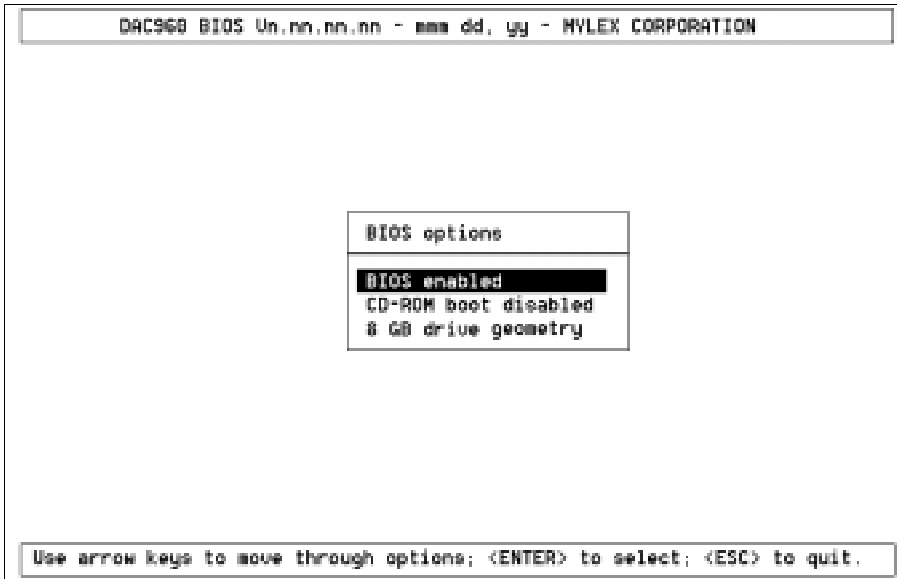 DAC960 BIOS Vn.nn.nn.nn - mmm dd, yy - MYLEX CORPORATION
BIOS options
BIOS enabled
CD-ROM boot disabled
8 GB drive geometry
Use arrow keys to move through options; <ENTER> to select; <ESC> to quit.